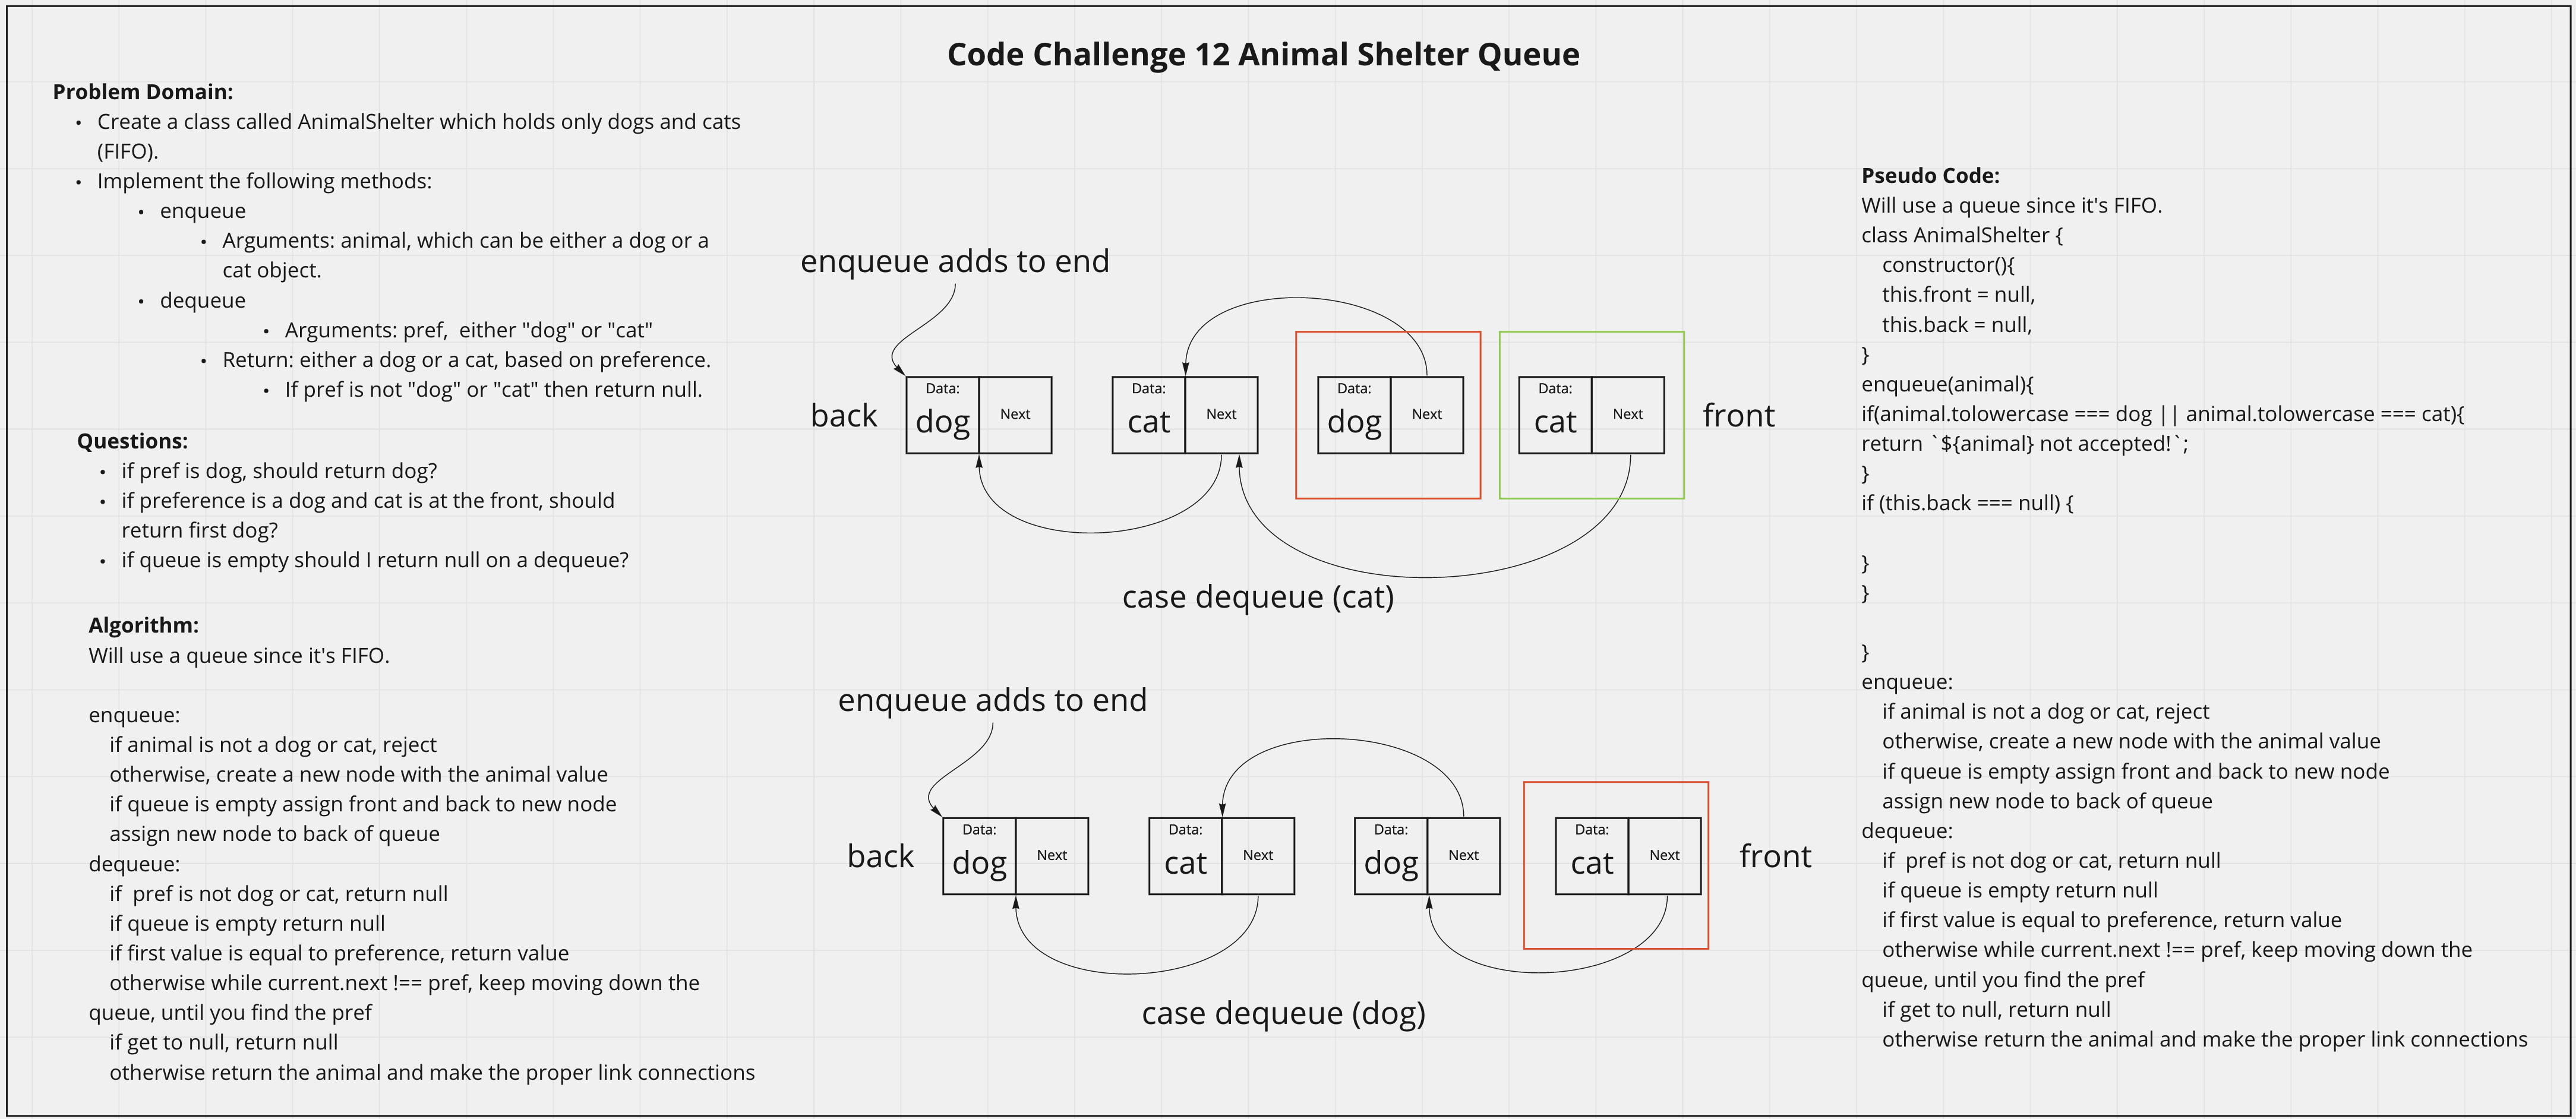 Code Challenge 12 Animal Shelter Queue
Problem Domain:
• Create a class called AnimalShelter which holds only dogs and cats
(FIFO).
• Implement the following methods:
• enqueue
• Arguments: animal, which can be either a dog or a
cat object.
• dequeue
• Arguments: pref,  either "dog" or "cat"
• Return: either a dog or a cat, based on preference.
• If pref is not "dog" or "cat" then return null.
Questions:
• if pref is dog, should return dog?
• if preference is a dog and cat is at the front, should
return first dog?
• if queue is empty should I return null on a dequeue?
Algorithm:
Will use a queue since it's FIFO.
enqueue:
if animal is not a dog or cat, reject
otherwise, create a new node with the animal value
if queue is empty assign front and back to new node
assign new node to back of queue
dequeue:
if  pref is not dog or cat, return null
if queue is empty return null
if first value is equal to preference, return value
otherwise while current.next !== pref, keep moving down the
queue, until you find the pref
if get to null, return null
otherwise return the animal and make the proper link connections
enqueue adds to end
back
Data:
dog
Next
Data:
cat
Next
Data:
dog
Next
Data:
cat
Next
front
case dequeue (cat)
enqueue adds to end
back
Data:
dog
Next
Data:
cat
Next
Data:
dog
Next
Data:
cat
Next
front
case dequeue (dog)
Pseudo Code:
Will use a queue since it's FIFO.
class AnimalShelter {
constructor(){
this.front = null,
this.back = null,
}
enqueue(animal){
if(animal.tolowercase === dog || animal.tolowercase === cat){
return `${animal} not accepted!`;
}
if (this.back === null) {
}
}
}
enqueue:
if animal is not a dog or cat, reject
otherwise, create a new node with the animal value
if queue is empty assign front and back to new node
assign new node to back of queue
dequeue:
if  pref is not dog or cat, return null
if queue is empty return null
if first value is equal to preference, return value
otherwise while current.next !== pref, keep moving down the
queue, until you find the pref
if get to null, return null
otherwise return the animal and make the proper link connections